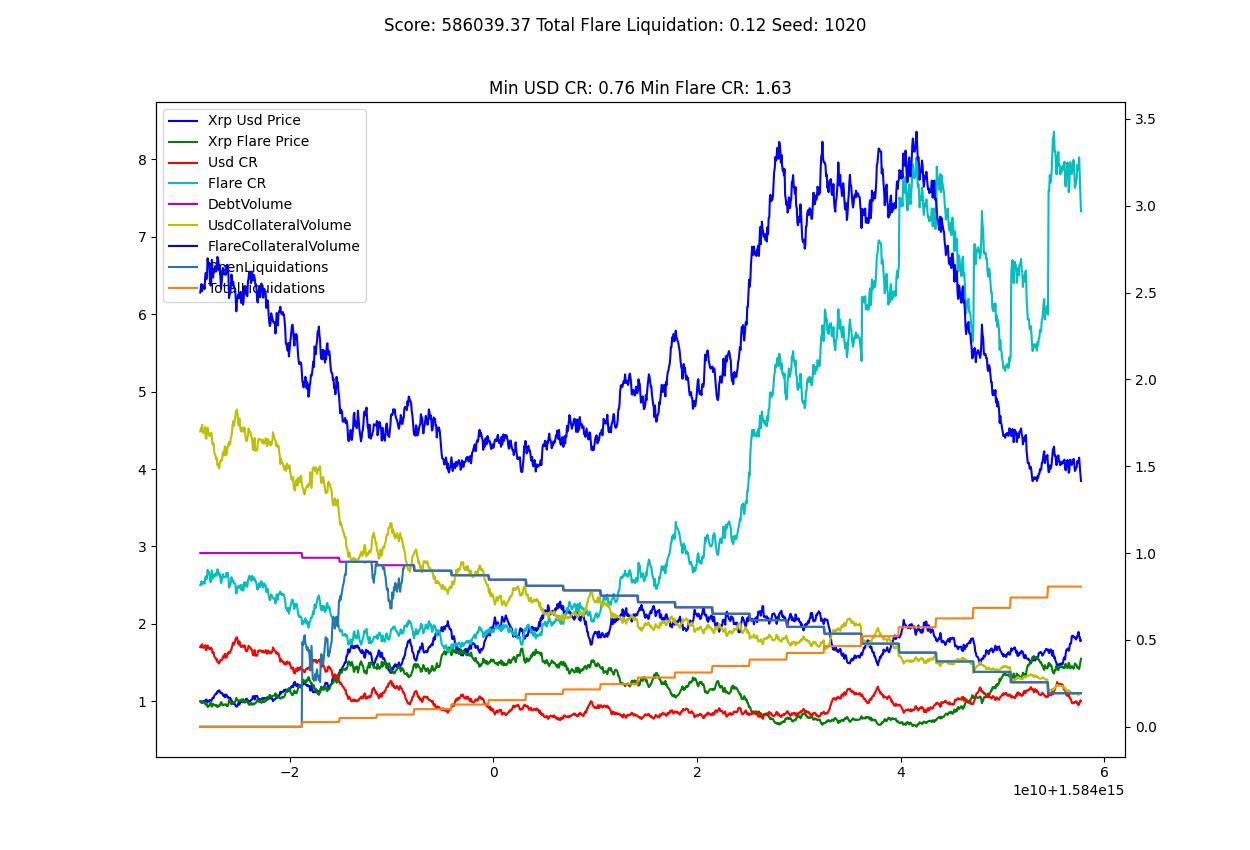 Score: 586039.37 Total Flare Liquidation: 0.12 Seed: 1020
Min USD CR: 0.76 Min Flare CR: 1.63
Xrp Usd Price
Xrp Flare Price
Usd CR
Flare CR
DebtVolume
UsdCollateralVolume
FlareCollateralVolume
OpenLiquidations
TotalLiquidations
8
7
6
5
4
3
2
1
3.5
3.0
2.5
2.0
1.5
1.0
0.5
0.0
−2 0 2 4 6
1e10+1.584e15